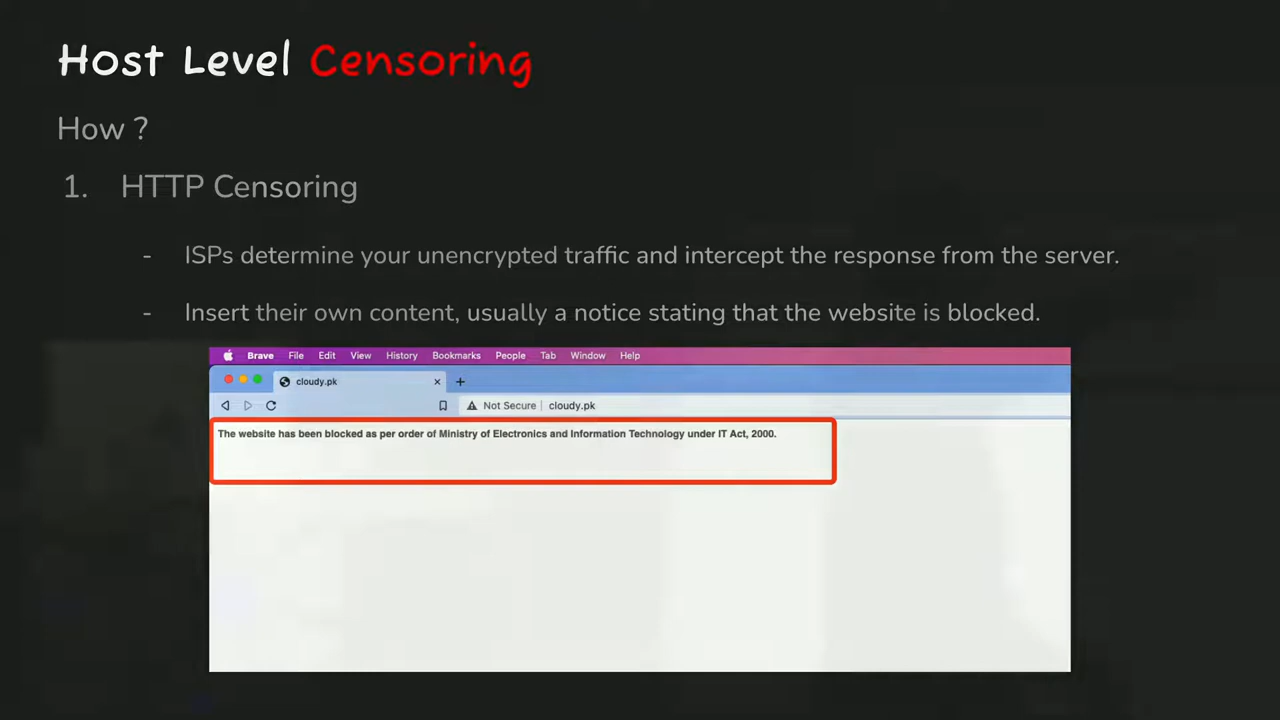 Host Level Censoring
How ?
1. HTTP Censoring
- ISPs determine your unencrypted traffic and intercept the response from the server.
- Insert their own content, usually a notice stating that the website is blocked.
Brave File Edit View History Bookmarks People Tab Window Help
cloudy.pk
Not Secure | cloudy.pk
The website has been blocked as per order of Ministry of Electronics and Information Technology under IT Act, 2000.